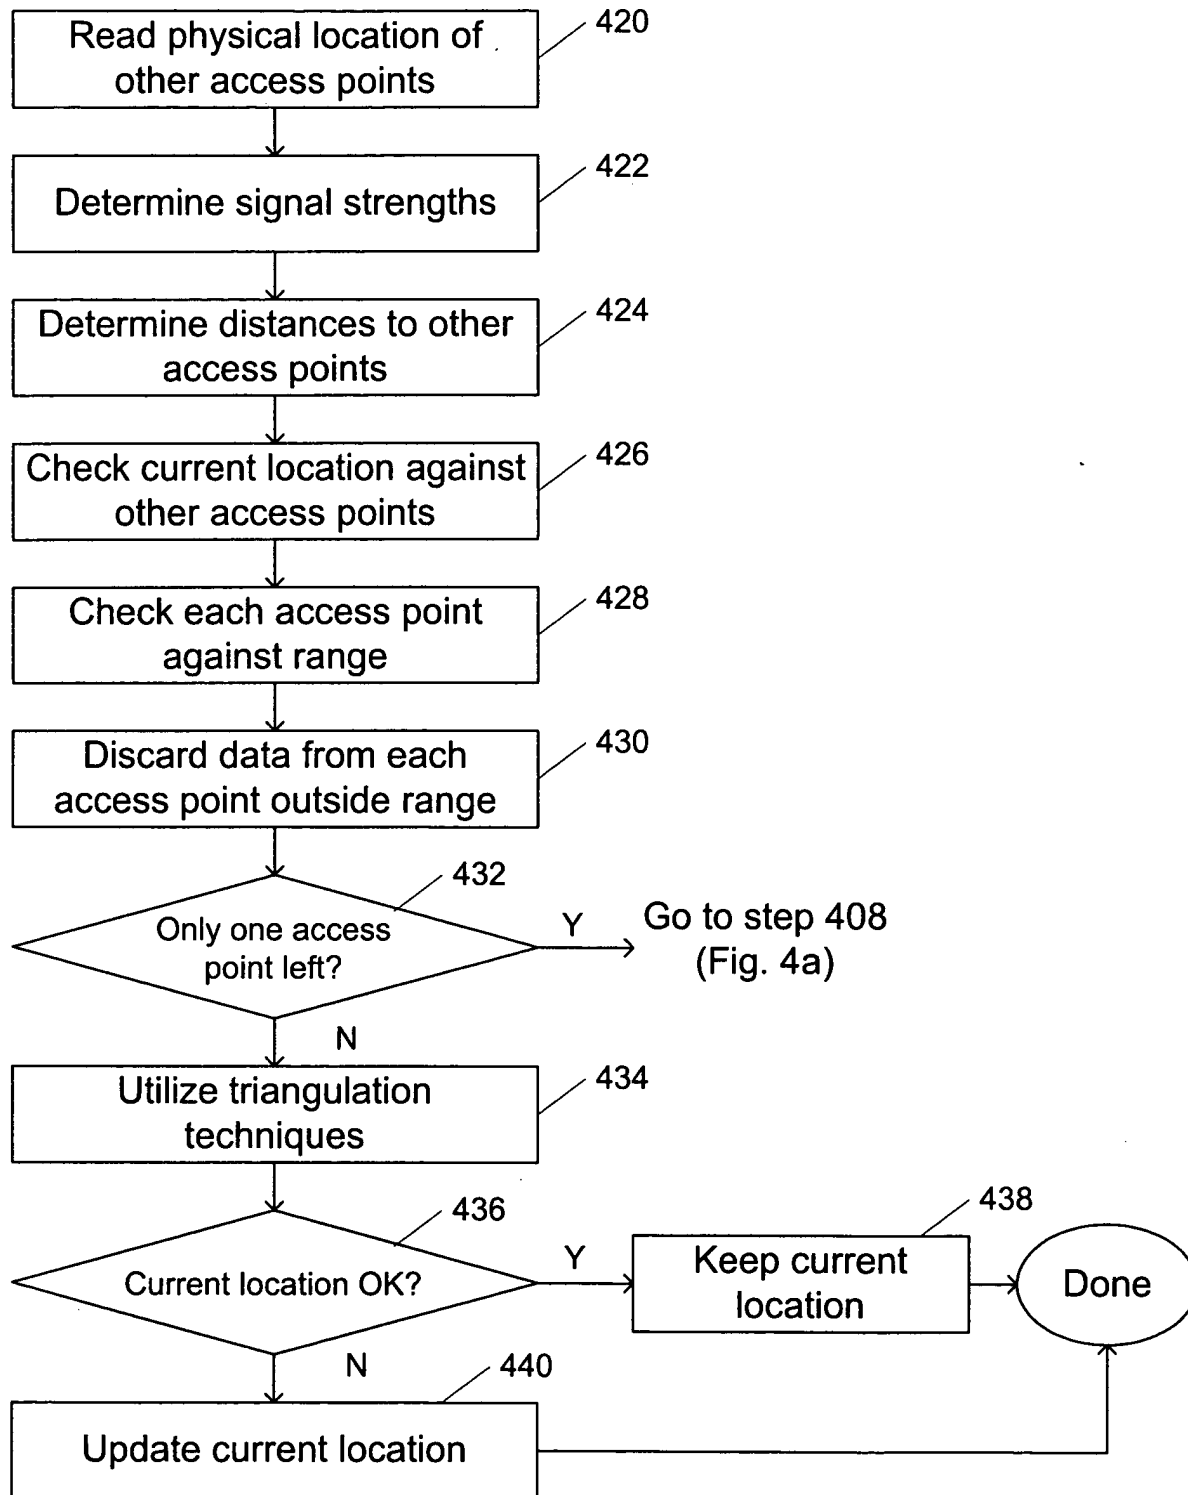 Read physical location of
other access points
420
Determine signal strengths
422
Determine distances to other
access points
424
Check current location against
other access points
426
Check each access point
against range
428
Discard data from each
access point outside range
430
432
Only one access
point left?
Y
Go to step 408
(Fig. 4a)
N
Utilize triangulation
techniques
434
436
Current location OK?
Y
438
Keep current
location
Done
N
440
Update current location